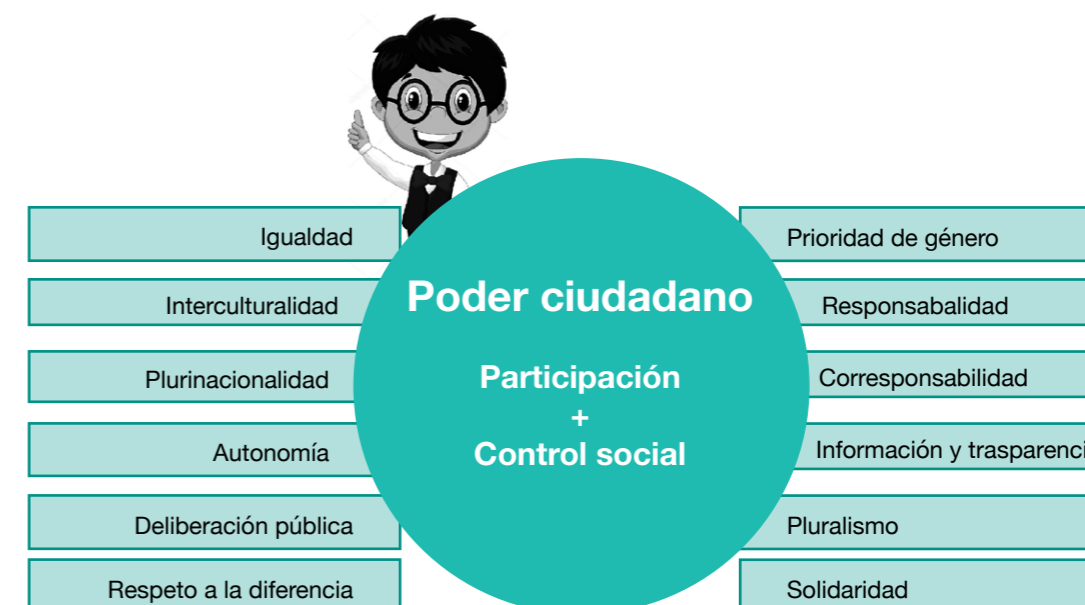 Igualdad
Interculturalidad
Plurinacionalidad
Autonomía
Deliberación pública
Respeto a la diferencia
Poder ciudadano
Participación
+
Control social
Prioridad de género
Responsabalidad
Corresponsabilidad
Información y trasparenci
Pluralismo
Solidaridad